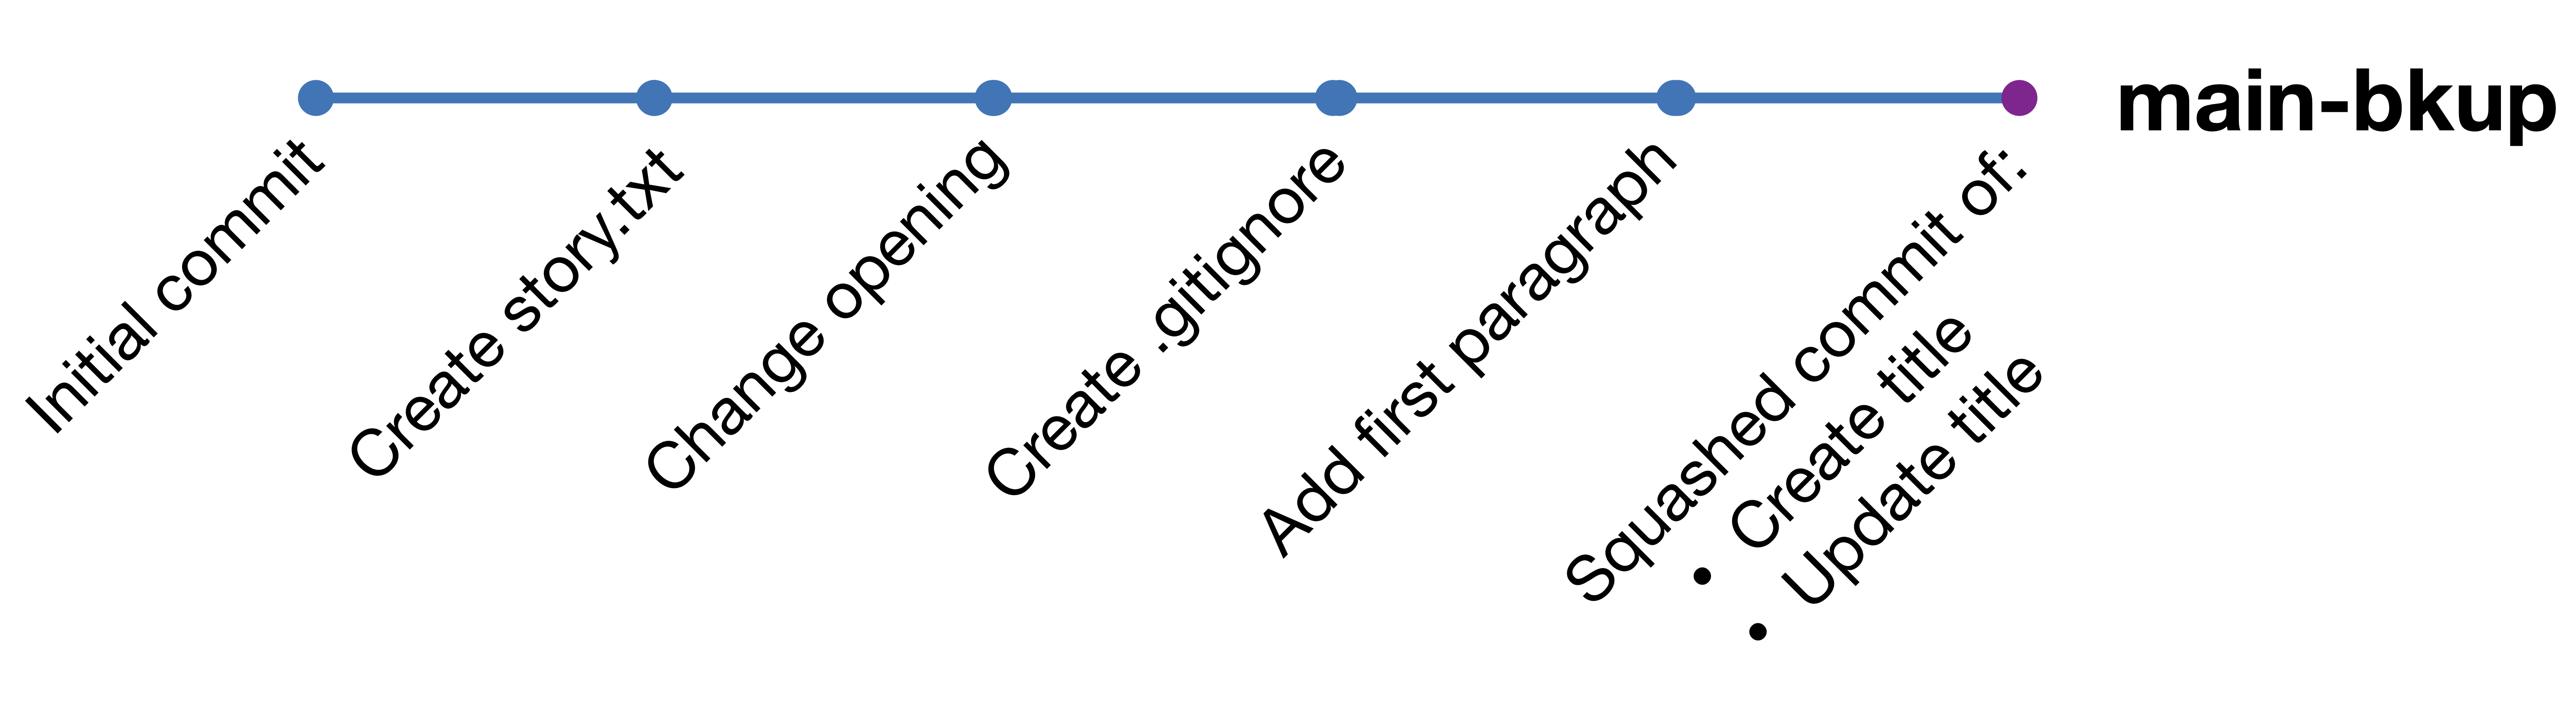 main-bkup
Initial commit
Create story.txt
Change opening
Create .gitignore
Add first paragraph
Squashed commit of:
• Create title
• Update title